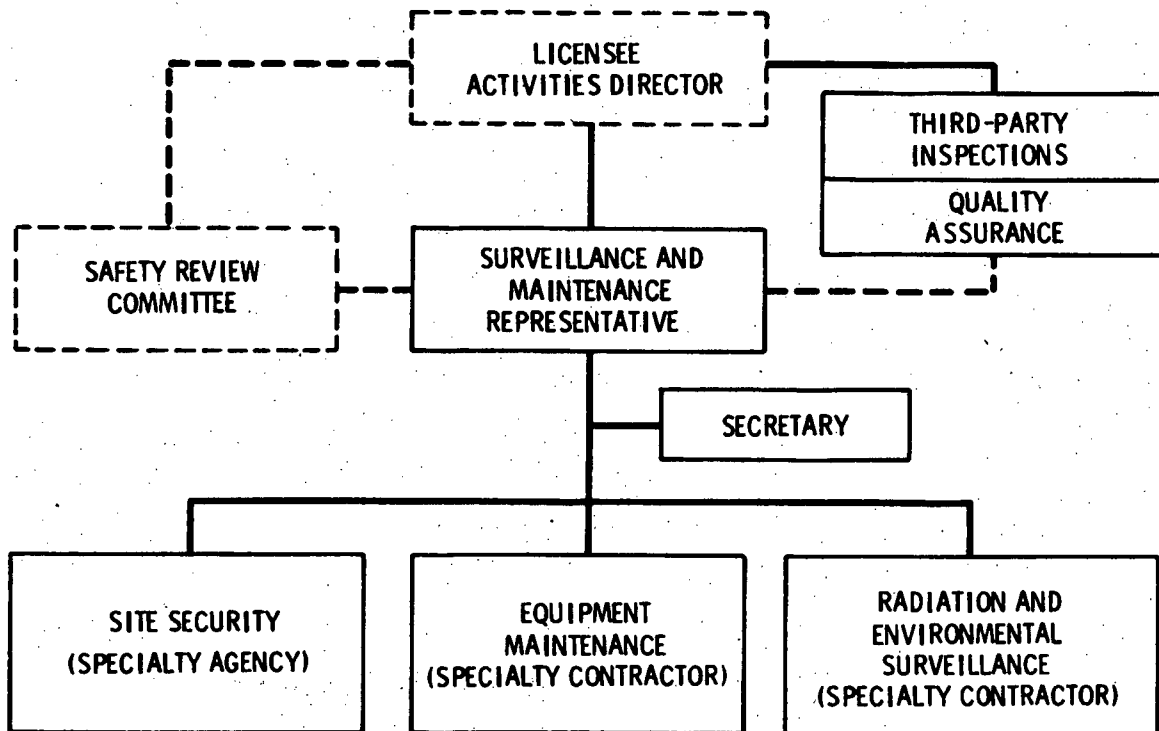 LICENSEE
ACTIVITIES DIRECTOR
THIRD-PARTY
INSPECTIONS
QUALITY
ASSURANCE
SAFETY REVIEW
COMMITTEE
SURVEILLANCE AND
MAINTENANCE
REPRESENTATIVE
SECRETARY
SITE SECURITY
(SPECIALTY AGENCY)
EQUIPMENT
MAINTENANCE
(SPECIALTY CONTRACTOR)
RADIATION AND
ENVIRONMENTAL
SURVEILLANCE
(SPECIALTY CONTRACTOR)